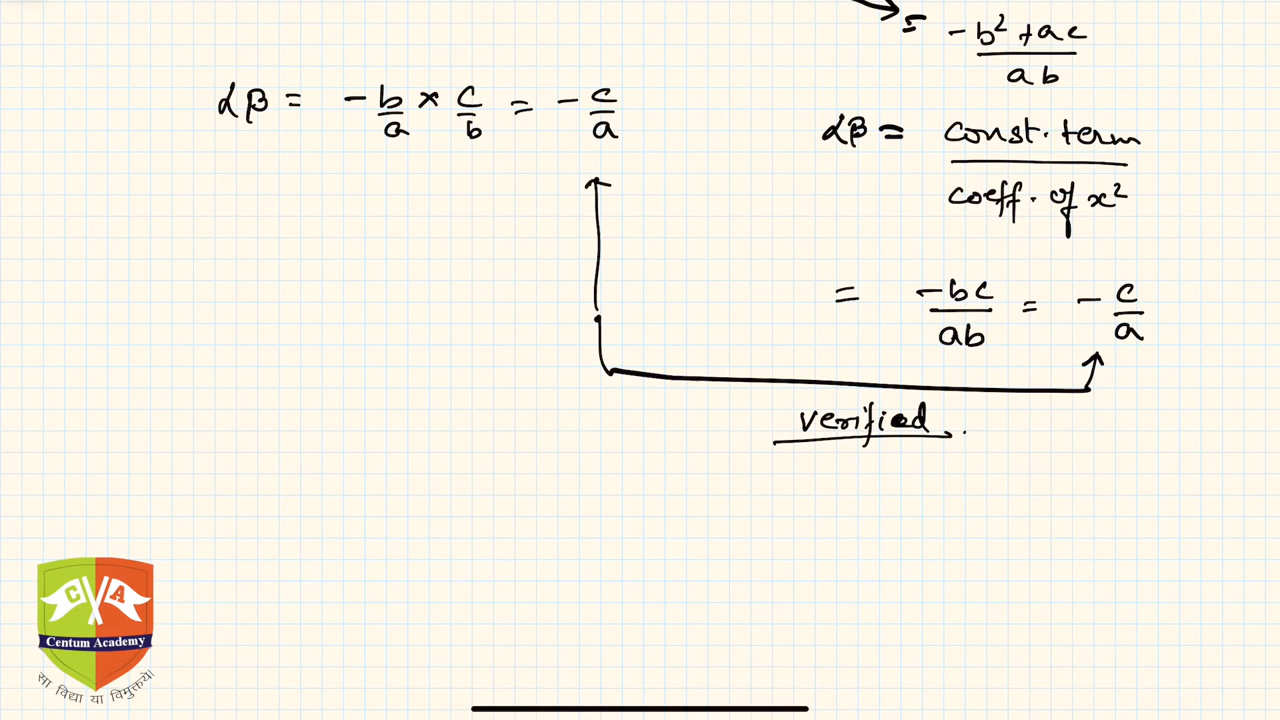 = -b² + ac / ab
αβ = -b/a × c/b = -c/a
αβ = const. term / coeff. of x²
= -bc/ab = -c/a
verified.
C A
Centum Academy
सा विद्या या विमुक्तये।